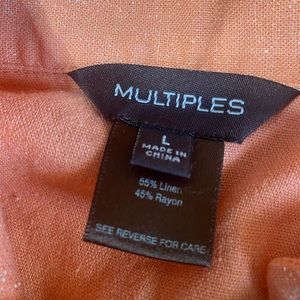 MULTIPLES
L
MADE IN
CHINA
55% Linen
45% Rayon
SEE REVERSE FOR CARE